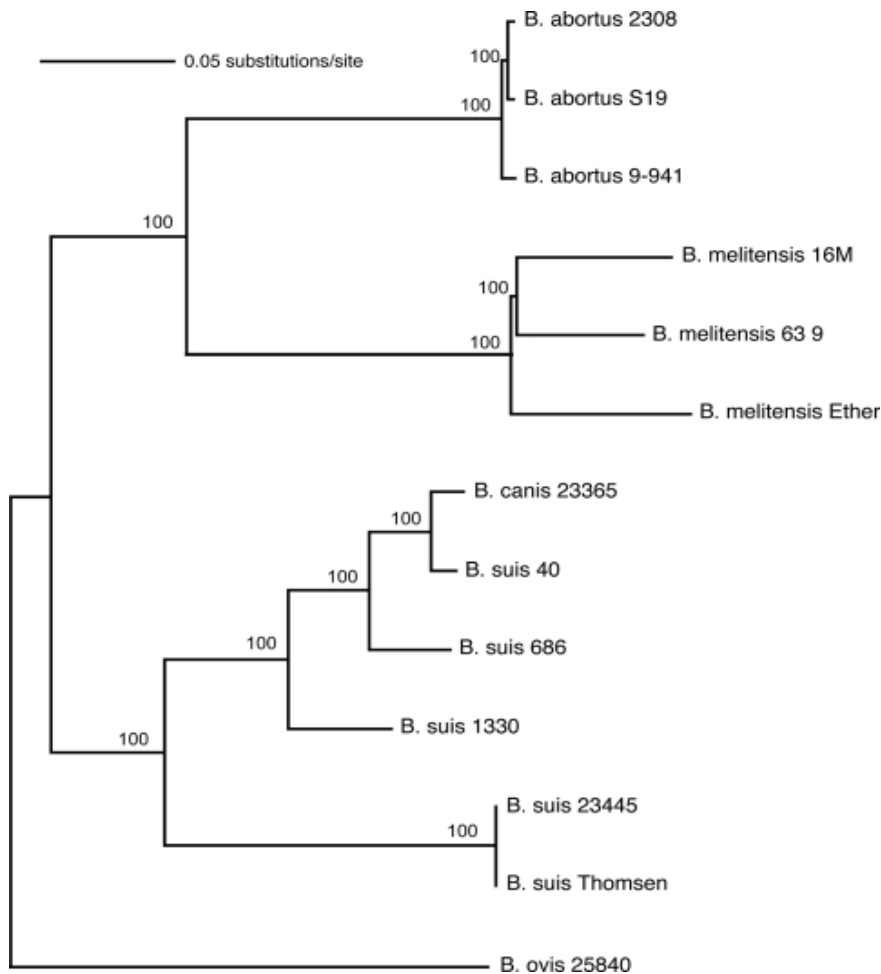 B. abortus 2308
0.05 substitutions/site
100
B. abortus S19
100
B. abortus 9-941
100
B. melitensis 16M
100
B. melitensis 63 9
100
B. melitensis Ether
B. canis 23365
100
B. suis 40
100
B. suis 686
100
B. suis 1330
100
B. suis 23445
100
B. suis Thomsen
B. ovis 25840